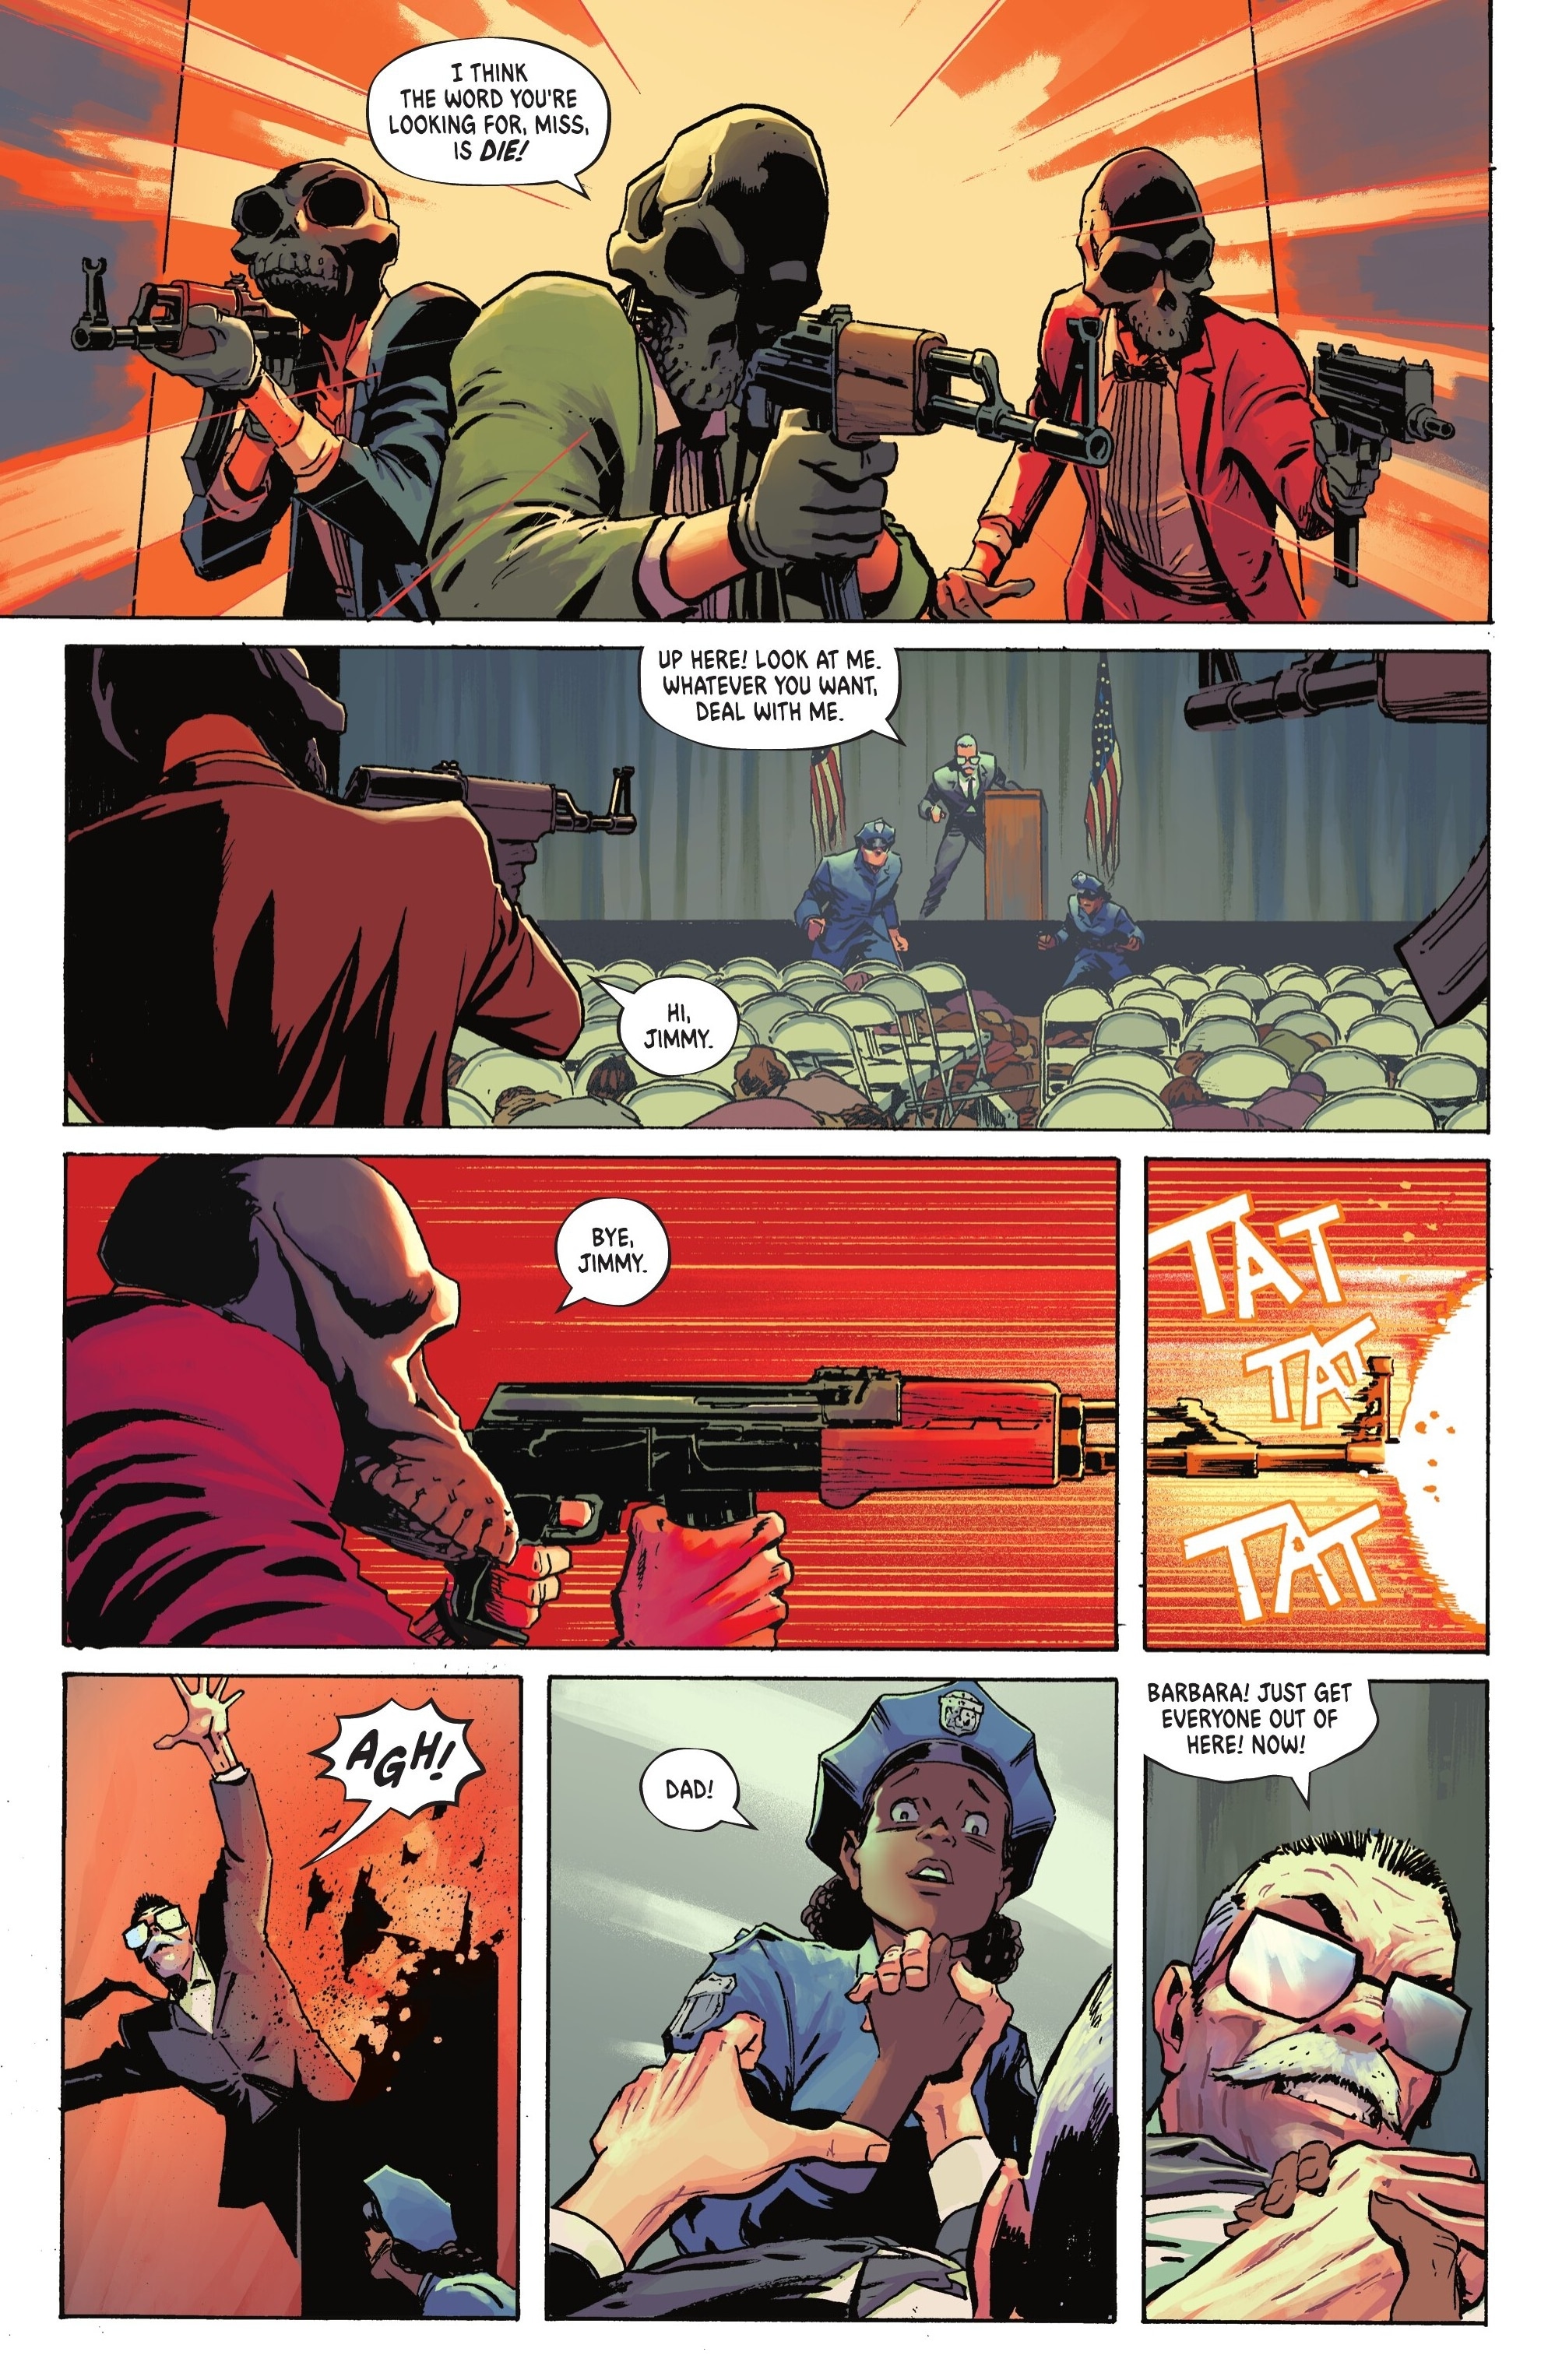 I THINK
THE WORD YOU'RE
LOOKING FOR, MISS,
IS DIE!
UP HERE! LOOK AT ME.
WHATEVER YOU WANT,
DEAL WITH ME.
HI,
JIMMY.
BYE,
JIMMY.
TAT
TAT
TAT
AGH!
DAD!
BARBARA! JUST GET
EVERYONE OUT OF
HERE! NOW!